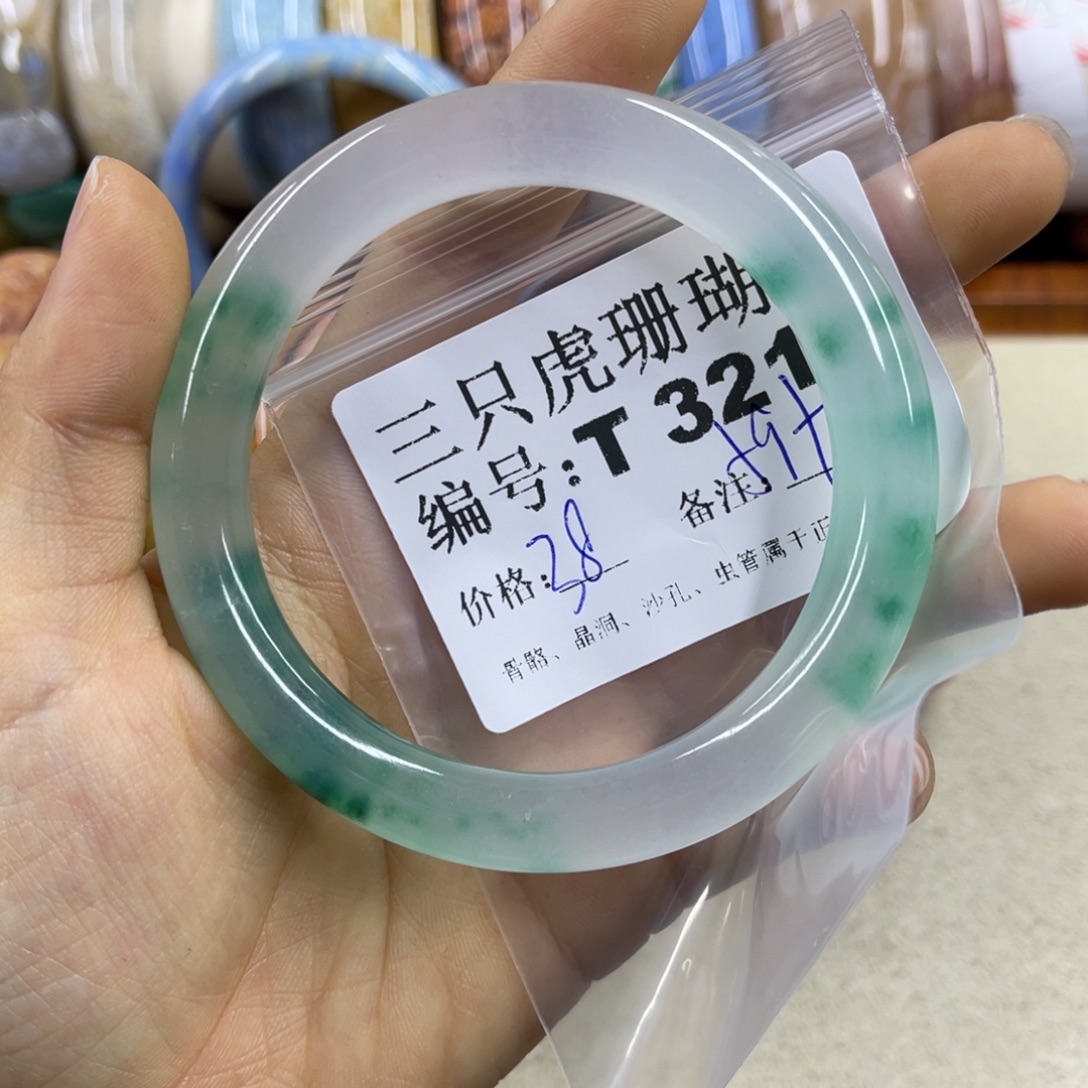 三只虎珊瑚
编号:T 321
价格:38 备注:
骨骼、晶洞、沙孔、虫管属于正